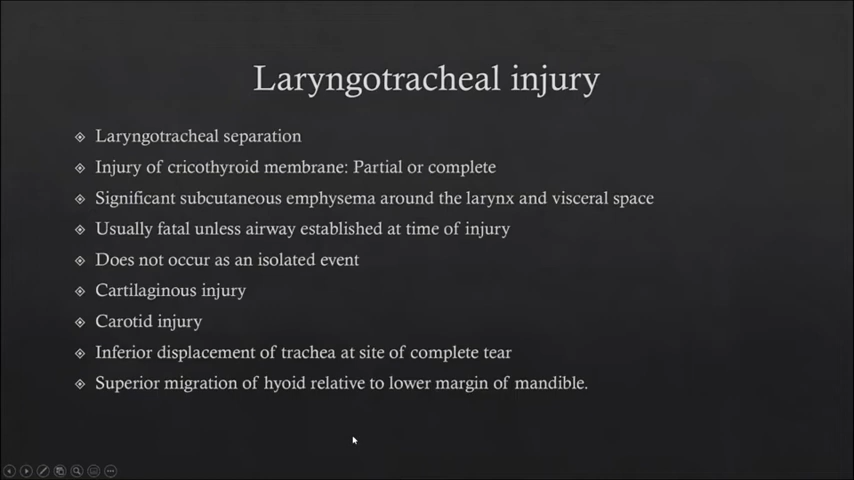 Laryngotracheal injury
Laryngotracheal separation
Injury of cricothyroid membrane: Partial or complete
Significant subcutaneous emphysema around the larynx and visceral space
Usually fatal unless airway established at time of injury
Does not occur as an isolated event
Cartilaginous injury
Carotid injury
Inferior displacement of trachea at site of complete tear
Superior migration of hyoid relative to lower margin of mandible.